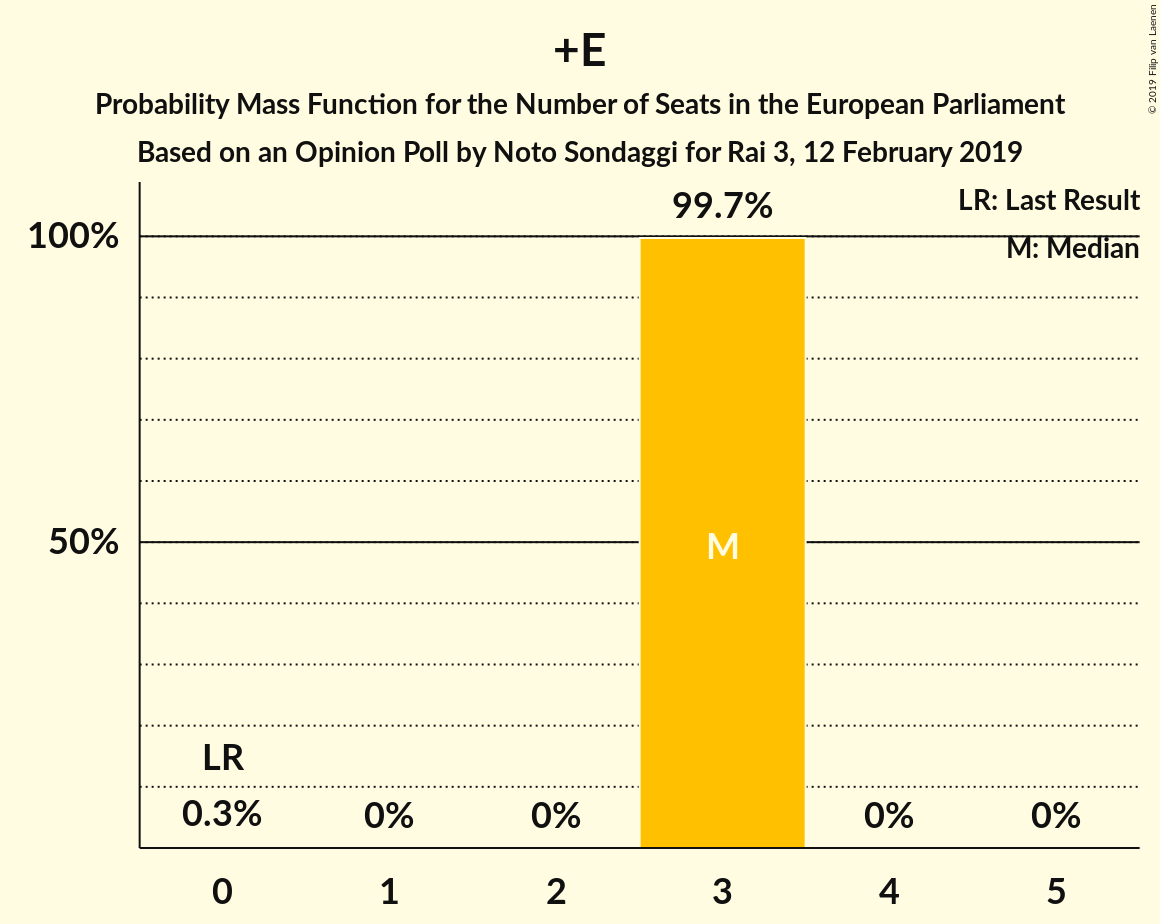 +E
Probability Mass Function for the Number of Seats in the European Parliament
Based on an Opinion Poll by Noto Sondaggi for Rai 3, 12 February 2019
© 2019 Filip van Laenen
LR: Last Result
M: Median
99.7%
100%
50%
M
LR
0.3%
0%
0%
0%
0%
0
1
2
3
4
5